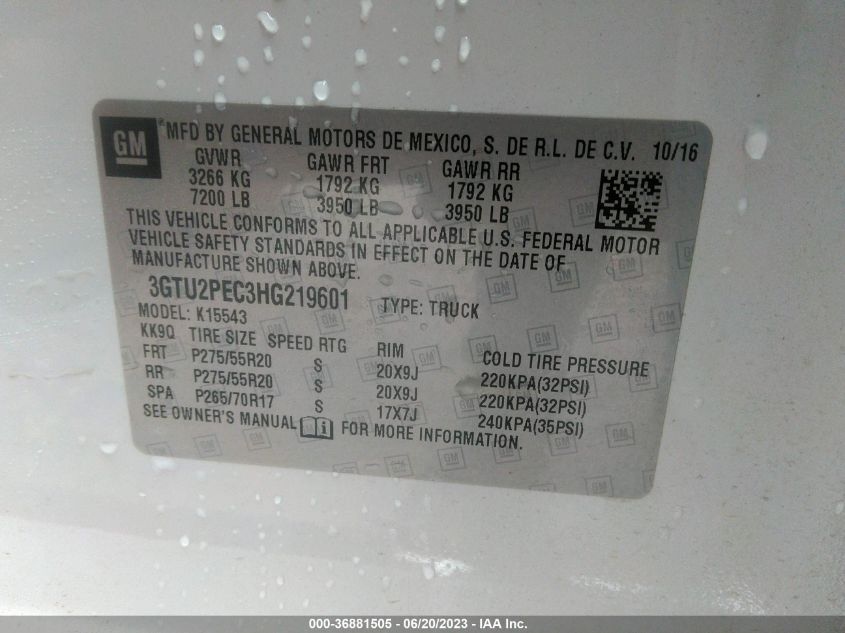 GM ® MFD BY GENERAL MOTORS DE MEXICO, S. DE R.L. DE C.V. 10/16
GVWR GAWR FRT GAWR RR
3266 KG 1792 KG 1792 KG
7200 LB 3950 LB 3950 LB
THIS VEHICLE CONFORMS TO ALL APPLICABLE U.S. FEDERAL MOTOR
VEHICLE SAFETY STANDARDS IN EFFECT ON THE DATE OF
MANUFACTURE SHOWN ABOVE.
3GTU2PEC3HG219601 TYPE: TRUCK
MODEL: K15543
KK9Q TIRE SIZE SPEED RTG RIM COLD TIRE PRESSURE
FRT P275/55R20 S 20X9J 220KPA(32PSI)
RR P275/55R20 S 20X9J 220KPA(32PSI)
SPA P265/70R17 S 17X7J 240KPA(35PSI)
SEE OWNER'S MANUAL i FOR MORE INFORMATION.
000-36881505 - 06/20/2023 - IAA Inc.